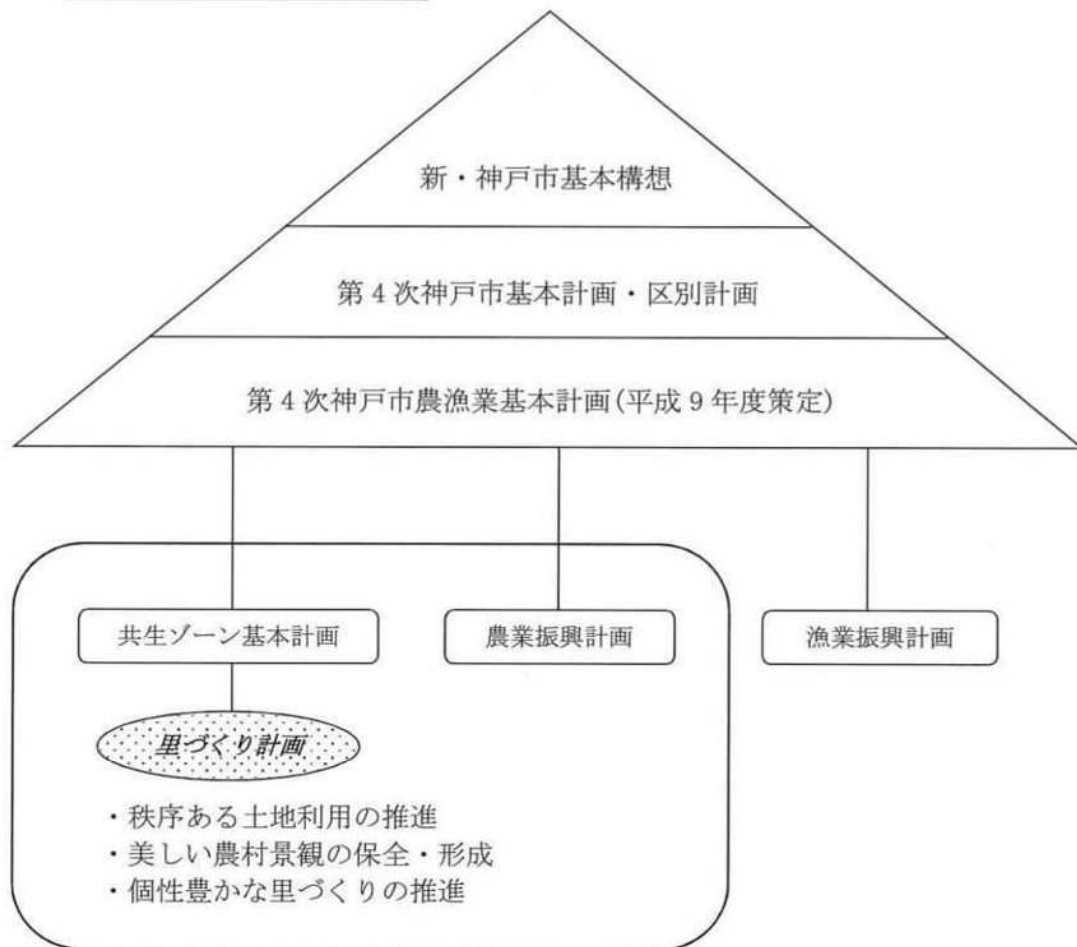 新・神戸市基本構想
第4次神戸市基本計画・区別計画
第4次神戸市農漁業基本計画(平成9年度策定)
共生ゾーン基本計画
農業振興計画
漁業振興計画
里づくり計画
・秩序ある土地利用の推進
・美しい農村景観の保全・形成
・個性豊かな里づくりの推進